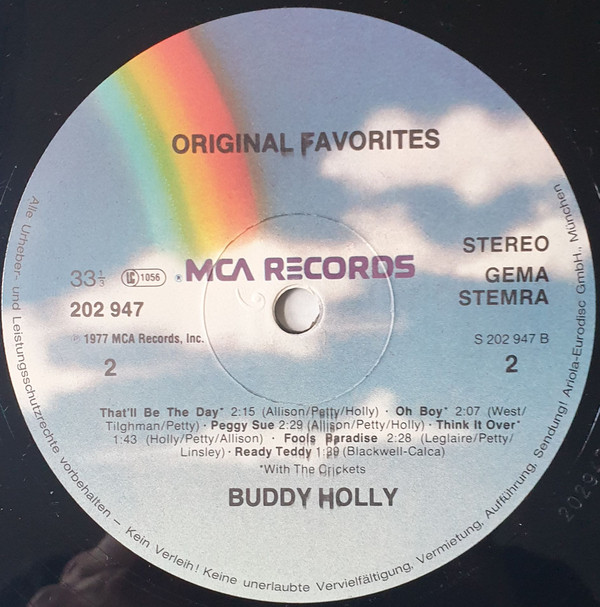 ORIGINAL FAVORITES
MCA RECORDS
33⅓
LC 1056
202 947
℗ 1977 MCA Records, Inc.
2
STEREO
GEMA
STEMRA
S 202 947 B
2
That'll Be The Day* 2:15 (Allison/Petty/Holly) · Oh Boy* 2:07 (West/
Tilghman/Petty) · Peggy Sue 2:29 (Allison/Petty) · Think It Over*
1:43 (Holly/Petty/Allison) · Fools Paradise 2:28 (Leglaire/Petty/
Linsley) · Ready Teddy 1:29 (Blackwell-Calca)
*With The Crickets
BUDDY HOLLY
Alle Urheber- und Leistungsschutzrechte vorbehalten – Kein Verleih! Keine unerlaubte Vervielfältigung, Vermietung, Aufführung, Sendung! Ariola-Eurodisc GmbH., München